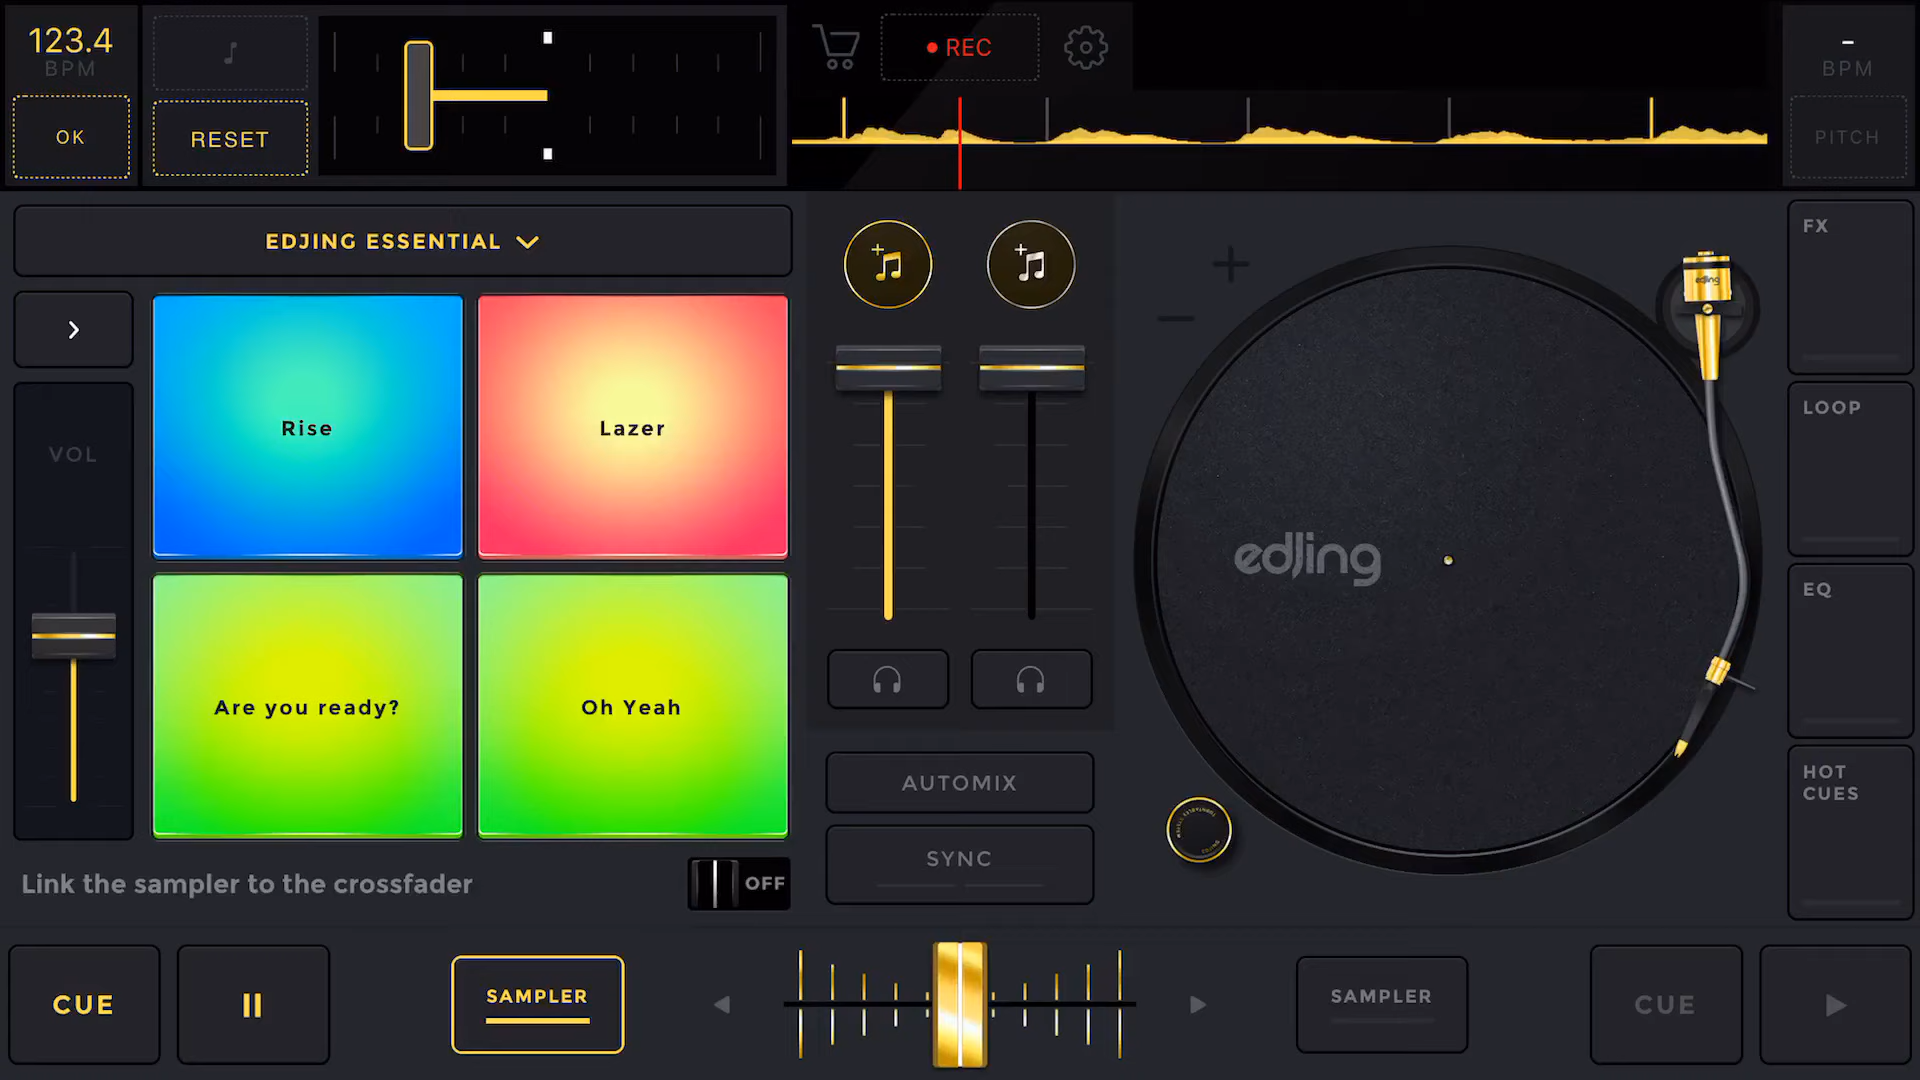 123.4
BPM
OK
RESET
REC
-
BPM
PITCH
EDJING ESSENTIAL
VOL
Rise
Lazer
Are you ready?
Oh Yeah
Link the sampler to the crossfader
OFF
AUTOMIX
SYNC
edjing
edjing
FX
LOOP
EQ
HOT
CUES
CUE
SAMPLER
SAMPLER
CUE